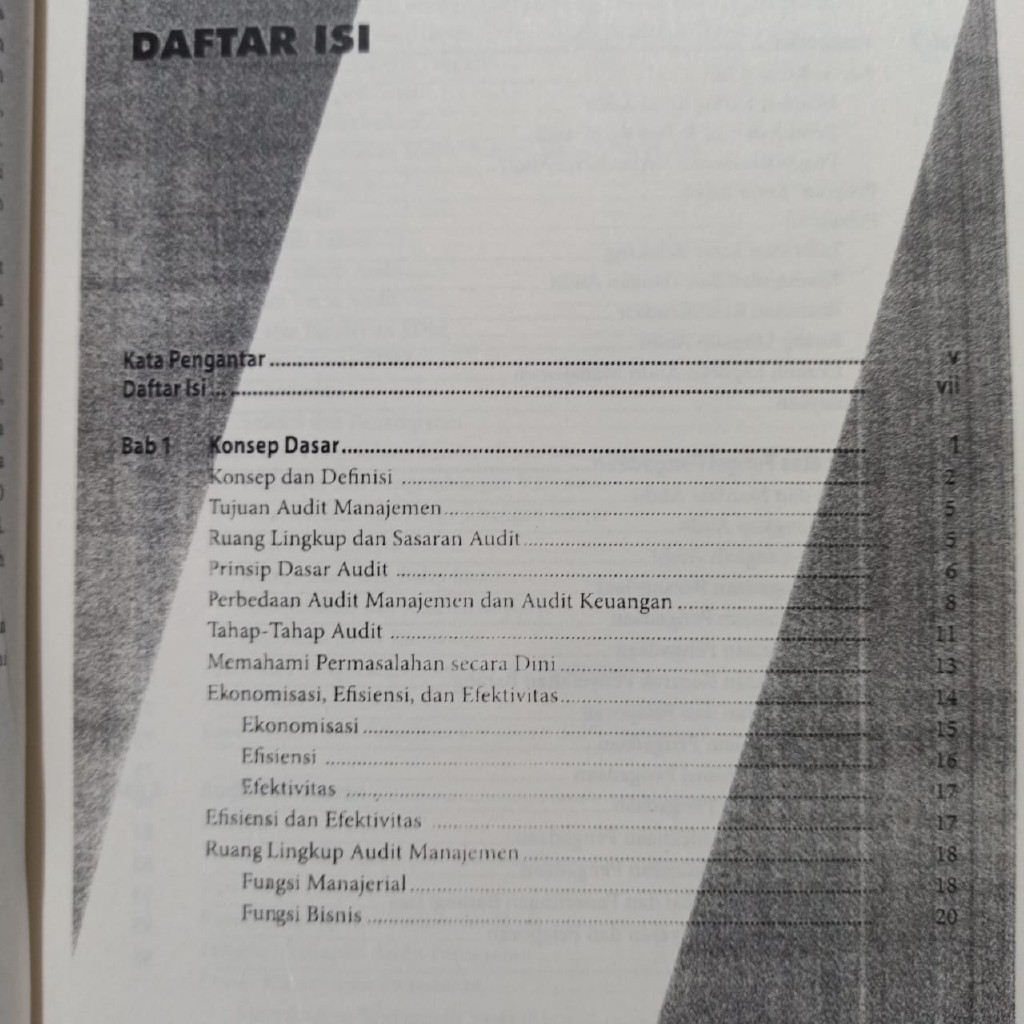 DAFTAR ISI
Kata Pengantar ........ v
Daftar Isi ........ vii
Bab 1 Konsep Dasar ........ 1
Konsep dan Definisi ........ 2
Tujuan Audit Manajemen ........ 5
Ruang Lingkup dan Sasaran Audit ........ 5
Prinsip Dasar Audit ........ 6
Perbedaan Audit Manajemen dan Audit Keuangan ........ 8
Tahap-Tahap Audit ........ 11
Memahami Permasalahan secara Dini ........ 13
Ekonomisasi, Efisiensi, dan Efektivitas ........ 14
Ekonomisasi ........ 15
Efisiensi ........ 16
Efektivitas ........ 17
Efisiensi dan Efektivitas ........ 17
Ruang Lingkup Audit Manajemen ........ 18
Fungsi Manajerial ........ 18
Fungsi Bisnis ........ 20